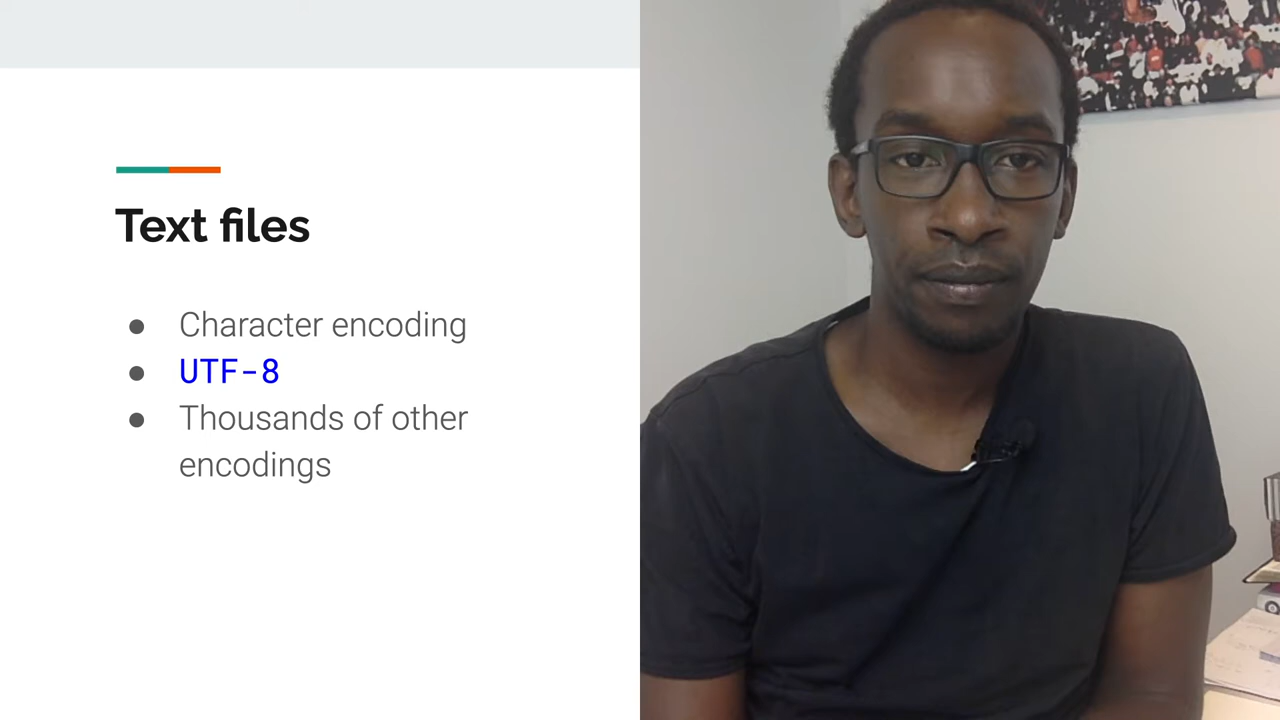 Text files
Character encoding
UTF-8
Thousands of other
encodings